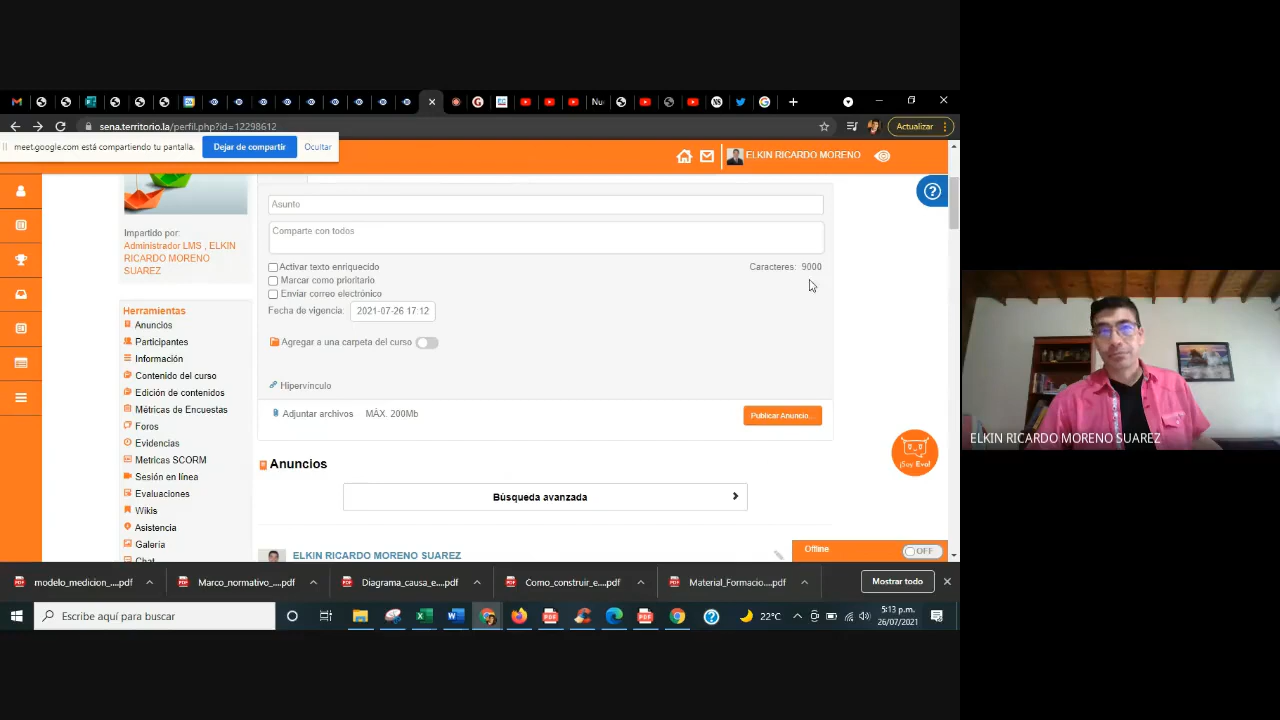 Nu
sena.territorio.la/perfil.php?id=12298612
Actualizar
meet.google.com está compartiendo tu pantalla.
Dejar de compartir
Ocultar
ELKIN RICARDO MORENO
Impartido por:
Administrador LMS , ELKIN
RICARDO MORENO
SUAREZ
Asunto
Comparte con todos
Activar texto enriquecido
Caracteres: 9000
Marcar como prioritario
Enviar correo electrónico
Fecha de vigencia: 2021-07-26 17:12
Agregar a una carpeta del curso
Hipervínculo
Adjuntar archivos MÁX. 200Mb
Publicar Anuncio...
Herramientas
Anuncios
Participantes
Información
Contenido del curso
Edición de contenidos
Métricas de Encuestas
Foros
Evidencias
Metricas SCORM
Sesión en línea
Evaluaciones
Wikis
Asistencia
Galería
Chat
Anuncios
Búsqueda avanzada
ELKIN RICARDO MORENO SUAREZ
Offline
OFF
ELKIN RICARDO MORENO SUAREZ
modelo_medicion_....pdf
Marco_normativo_....pdf
Diagrama_causa_e....pdf
Como_construir_e....pdf
Material_Formacio....pdf
Mostrar todo
Escribe aquí para buscar
22°C
5:13 p.m.
26/07/2021